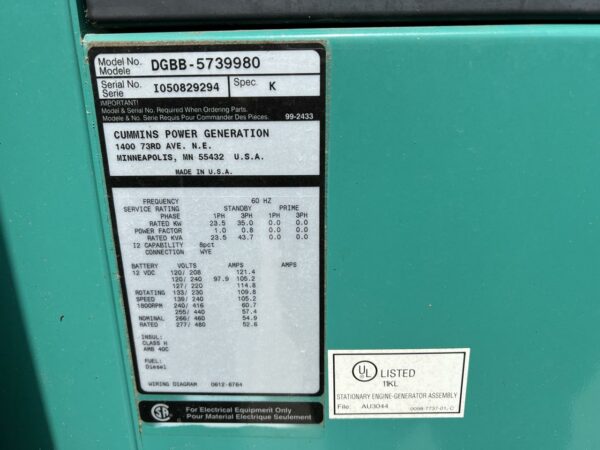 Model No. DGBB-5739980
Modele
Serial No. I050829294 Spec. K
Serie
IMPORTANT!
Model & Serial No. Required When Ordering Parts.
Modele & No. Série Requis Pour Commander Des Pièces. 99-2433
CUMMINS POWER GENERATION
1400 73RD AVE. N.E.
MINNEAPOLIS, MN 55432 U.S.A.
MADE IN U.S.A.
FREQUENCY 60 HZ
SERVICE RATING STANDBY PRIME
PHASE 1PH 3PH 1PH 3PH
RATED KW 23.5 35.0 0.0 0.0
POWER FACTOR 1.0 0.8 0.0 0.0
RATED KVA 23.5 43.7 0.0 0.0
I2 CAPABILITY 8pct
CONNECTION WYE
BATTERY VOLTS AMPS AMPS
12 VDC 120/ 208 121.4
120/ 240 97.9 105.2
127/ 220 114.8
ROTATING 133/ 230 109.8
SPEED 139/ 240 105.2
1800RPM 240/ 416 60.7
255/ 440 57.4
NOMINAL 266/ 460 54.9
RATED 277/ 480 52.6
INSUL:
CLASS H
AMB 40C
FUEL:
Diesel
WIRING DIAGRAM 0612-6764
For Electrical Equipment Only
Pour Material Electrique Seulement
UL LISTED
11KL
STATIONARY ENGINE-GENERATOR ASSEMBLY
File: AU3044 0098-7737-01, C